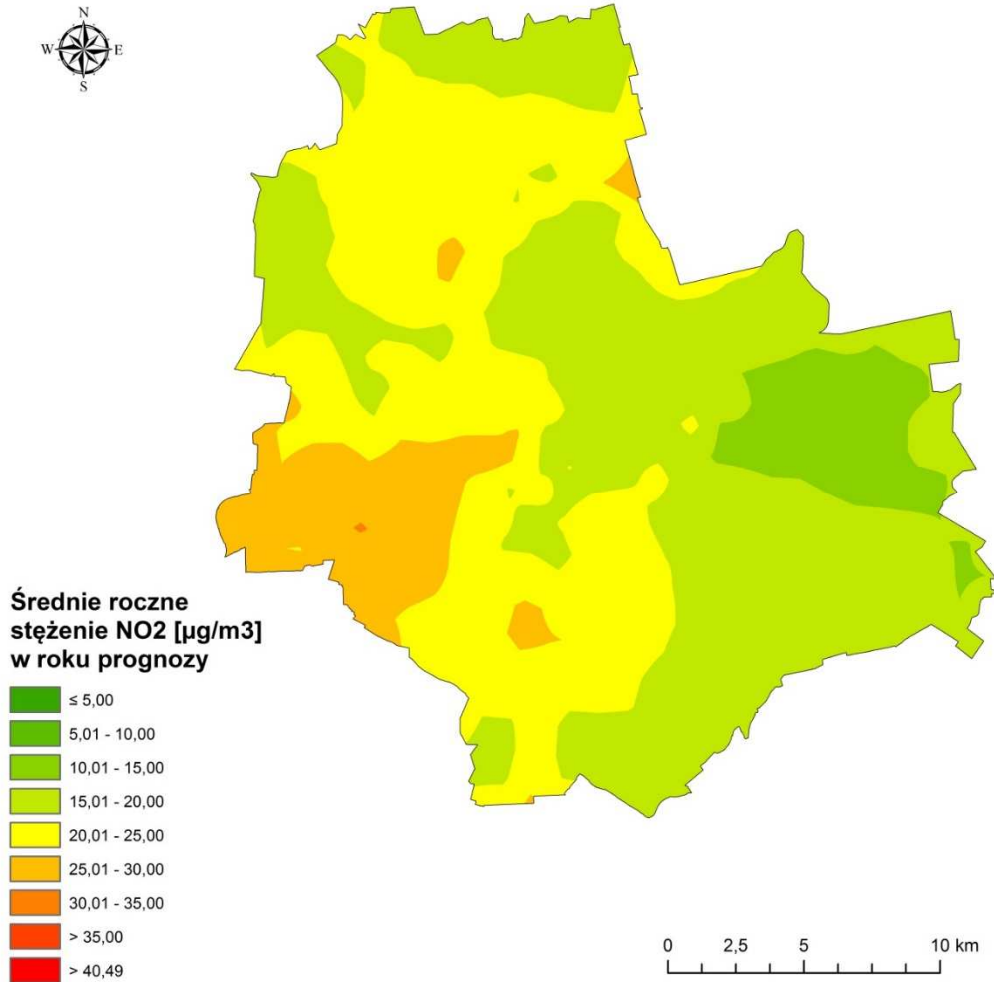 N
W E
S
Średnie roczne
stężenie NO2 [µg/m3]
w roku prognozy
≤ 5,00
5,01 - 10,00
10,01 - 15,00
15,01 - 20,00
20,01 - 25,00
25,01 - 30,00
30,01 - 35,00
> 35,00
> 40,49
0 2,5 5 10 km